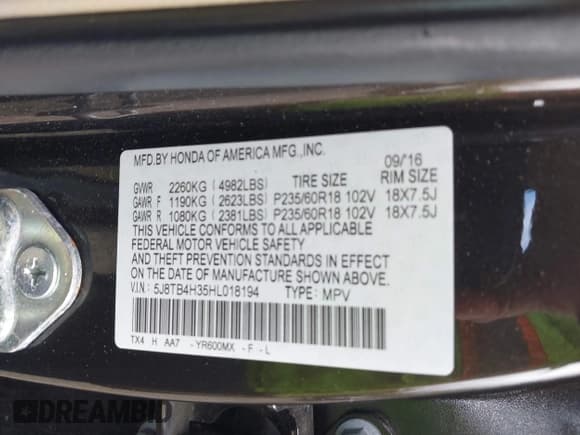 MFD.BY HONDA OF AMERICA MFG.,INC. 09/16
TIRE SIZE RIM SIZE
GVWR 2260KG ( 4982LBS)
GAWR F 1190KG ( 2623LBS) P235/60R18 102V 18X7.5J
GAWR R 1080KG ( 2381LBS) P235/60R18 102V 18X7.5J
THIS VEHICLE CONFORMS TO ALL APPLICABLE
FEDERAL MOTOR VEHICLE SAFETY
AND THEFT PREVENTION STANDARDS IN EFFECT
ON THE DATE OF MANUFACTURE SHOWN ABOVE.
V.I.N.: 5J8TB4H35HL018194 TYPE: MPV
TX4 H AA7 -YR600MX -F -L
DREAMBID